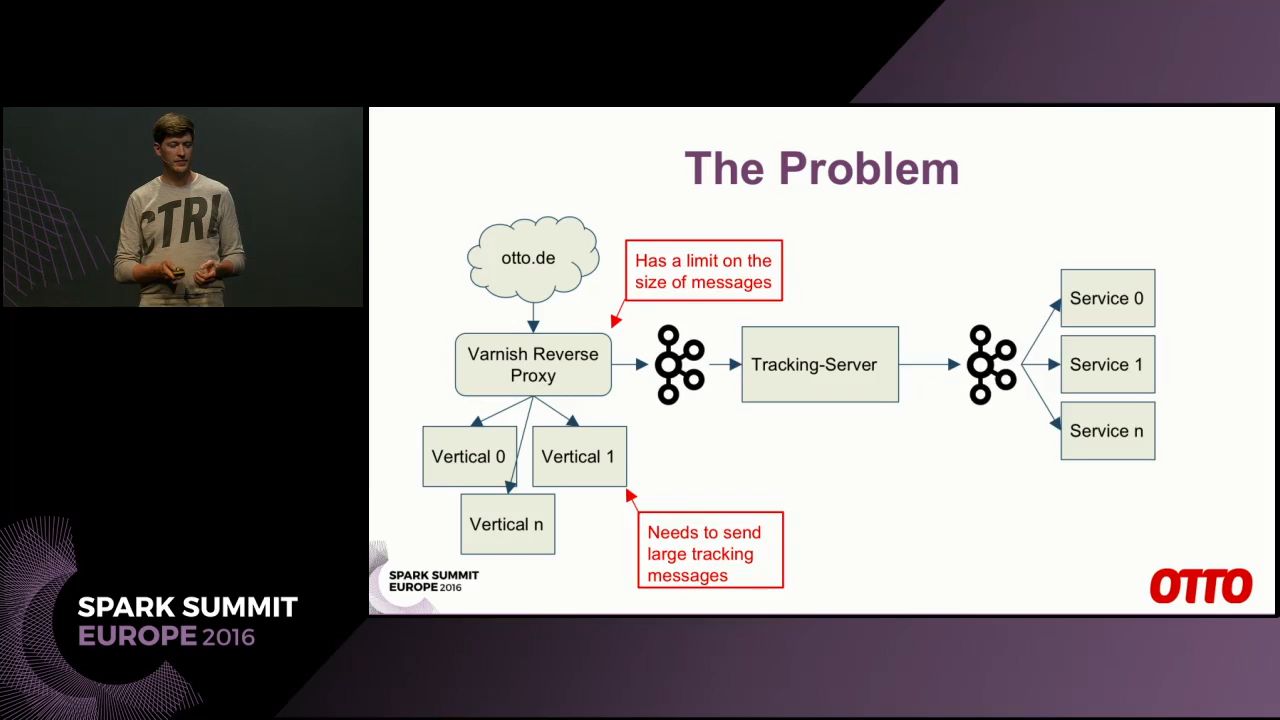 CTRL
The Problem
otto.de
Has a limit on the
size of messages
Varnish Reverse
Proxy
Tracking-Server
Service 0
Service 1
Service n
Vertical 0
Vertical 1
Vertical n
Needs to send
large tracking
messages
SPARK SUMMIT
EUROPE 2016
OTTO
SPARK SUMMIT
EUROPE 2016